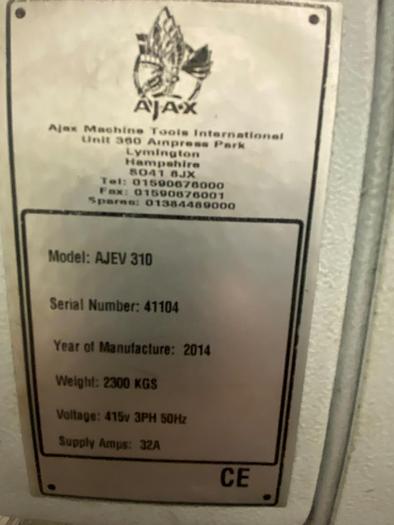 AJAX
Ajax Machine Tools International
Unit 360 Ampress Park
Lymington
Hampshire
SO41 8JX
Tel: 01590676000
Fax: 01590676001
Spares: 01384489000
Model: AJEV 310
Serial Number: 41104
Year of Manufacture: 2014
Weight: 2300 KGS
Voltage: 415v 3PH 50Hz
Supply Amps: 32A
CE